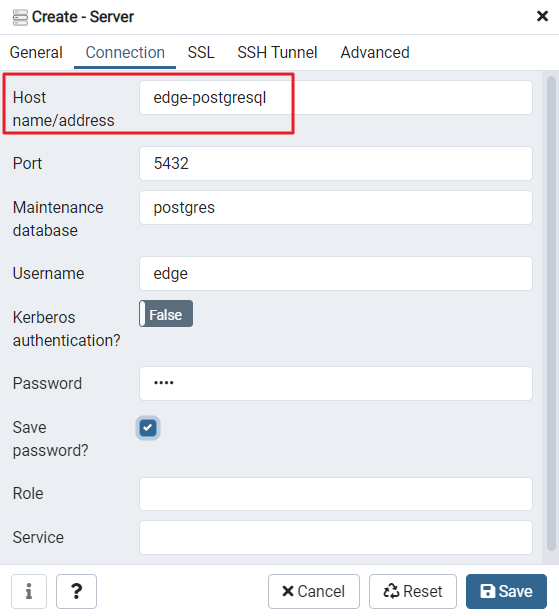 Create - Server
General Connection SSL SSH Tunnel Advanced
Host
name/address
edge-postgresql
Port
5432
Maintenance
database
postgres
Username
edge
Kerberos
authentication?
False
Password
••••
Save
password?
Role
Service
i ? Cancel Reset Save